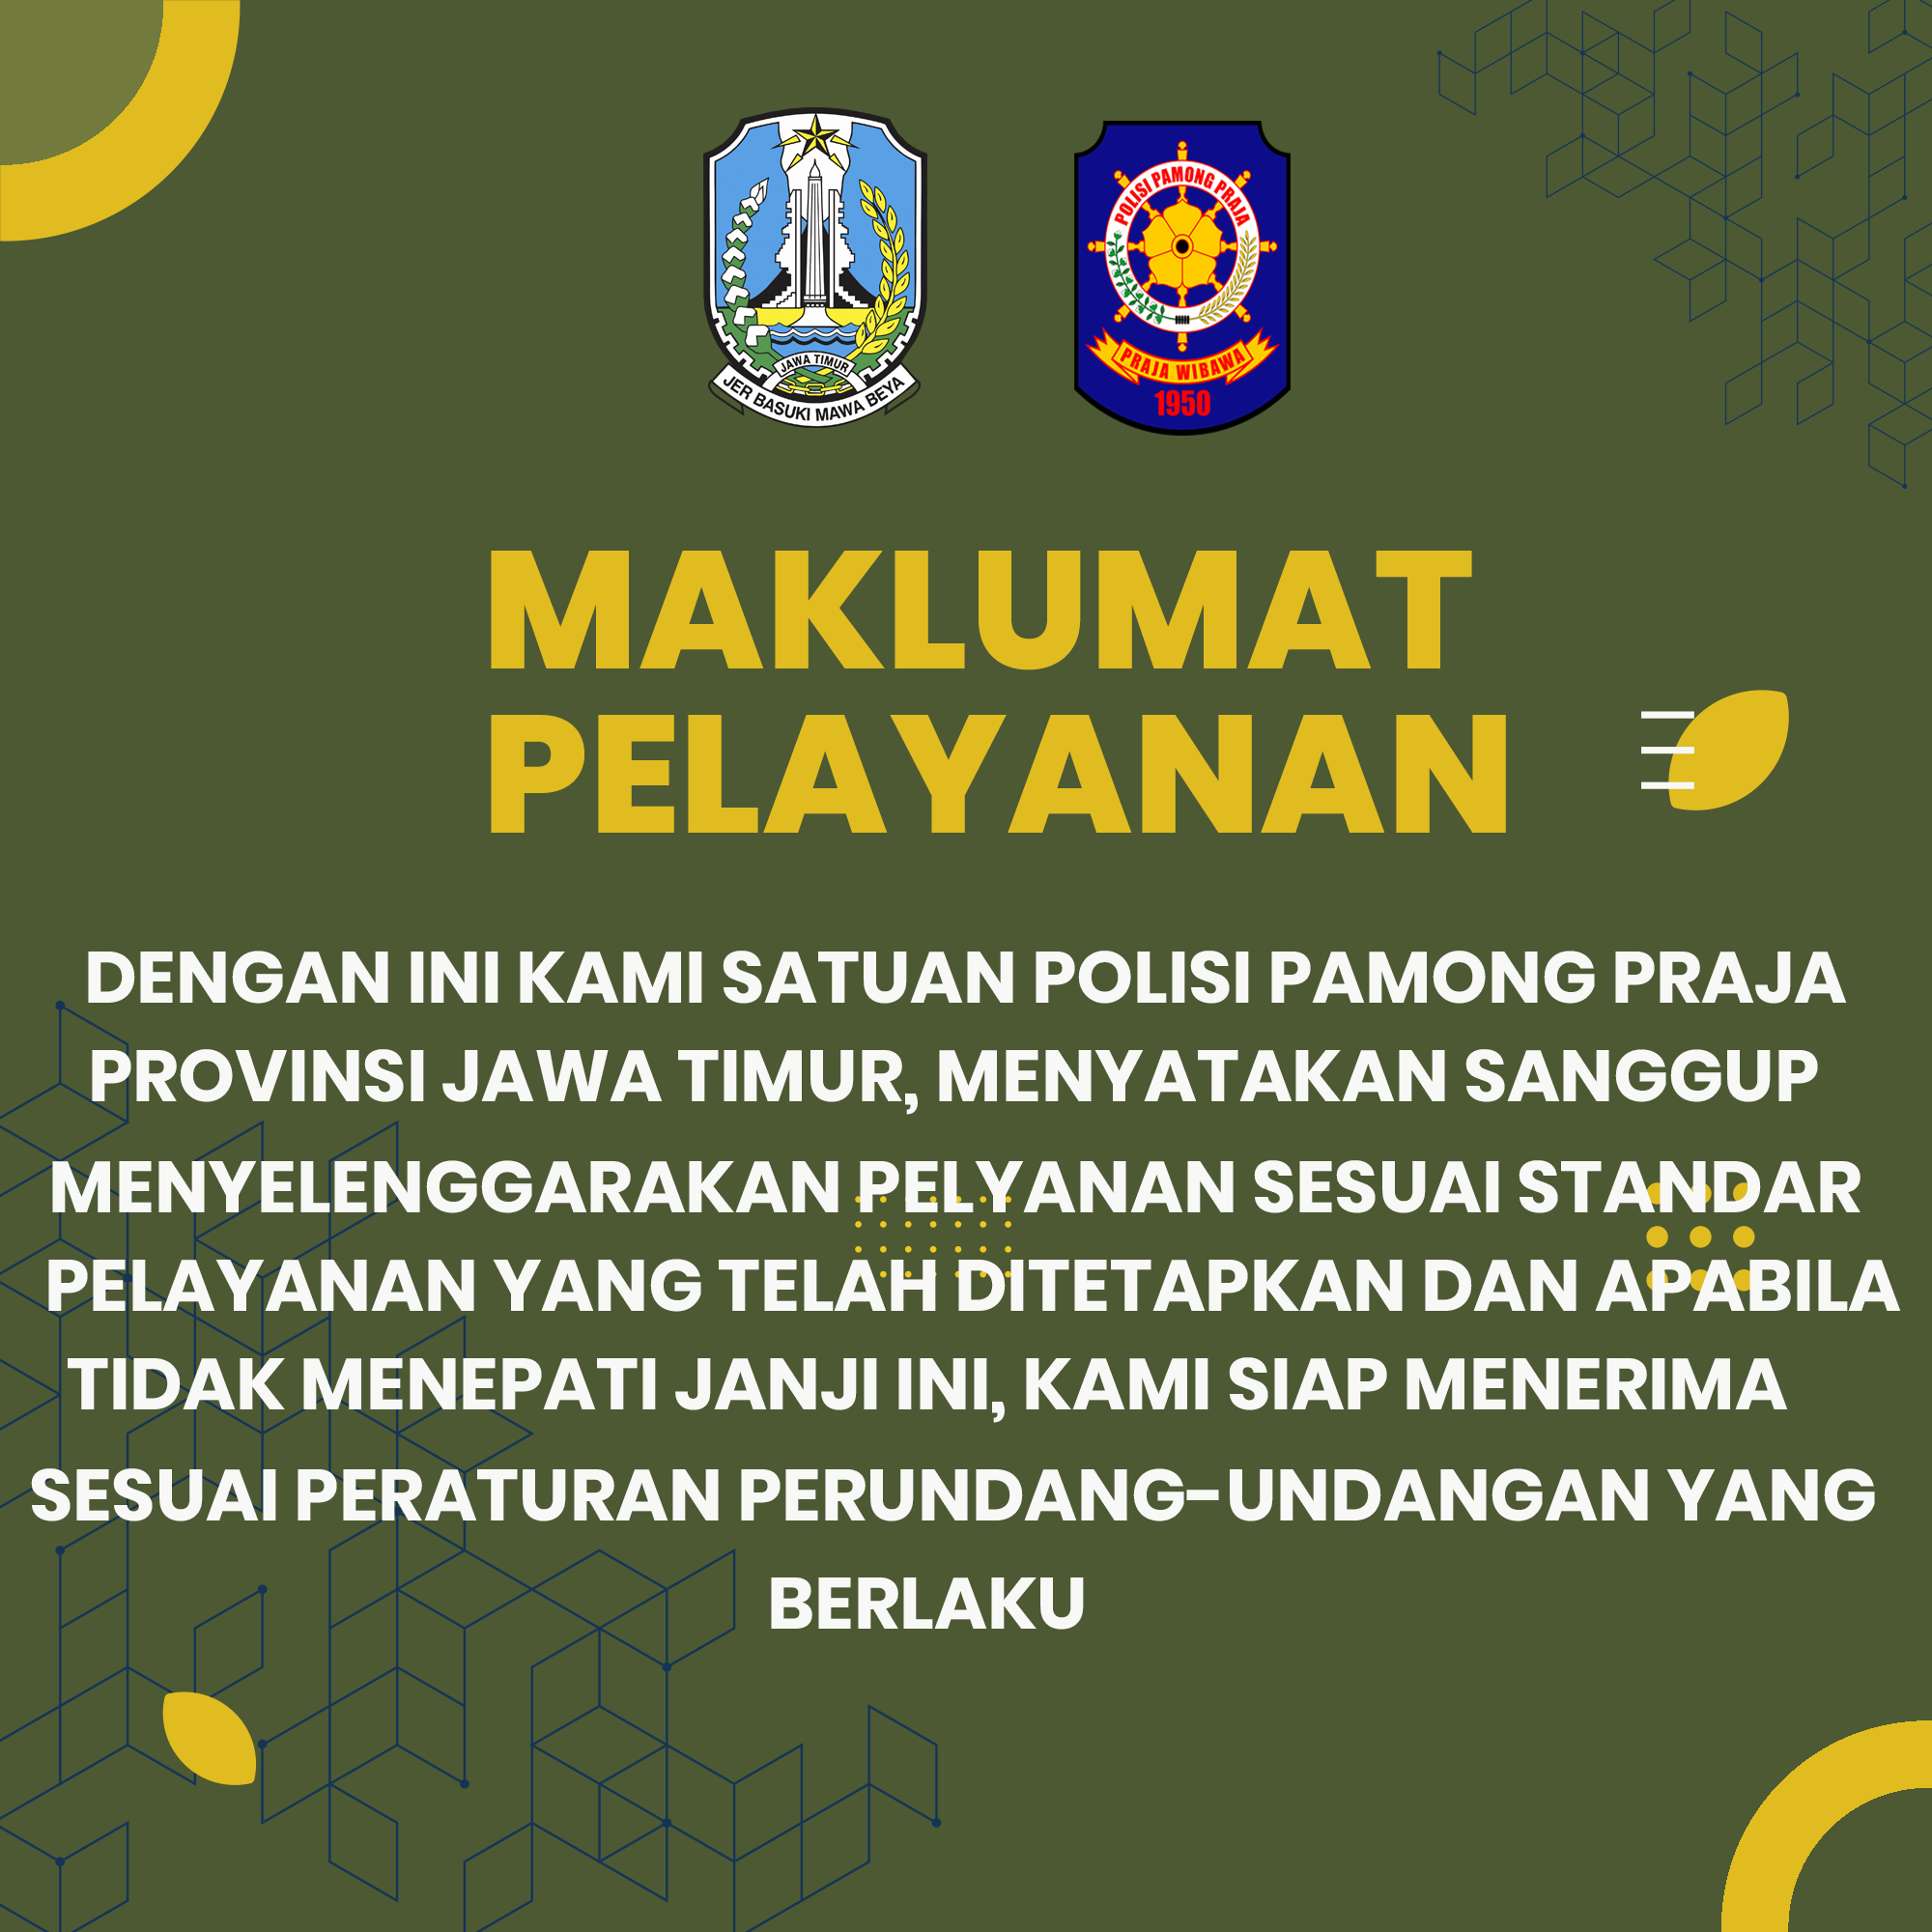 JAWA TIMUR
JER BASUKI MAWA BEYA
POLISI PAMONG PRAJA
PRAJA WIBAWA
1950
MAKLUMAT
PELAYANAN
DENGAN INI KAMI SATUAN POLISI PAMONG PRAJA
PROVINSI JAWA TIMUR, MENYATAKAN SANGGUP
MENYELENGGARAKAN PELYANAN SESUAI STANDAR
PELAYANAN YANG TELAH DITETAPKAN DAN APABILA
TIDAK MENEPATI JANJI INI, KAMI SIAP MENERIMA
SESUAI PERATURAN PERUNDANG-UNDANGAN YANG
BERLAKU